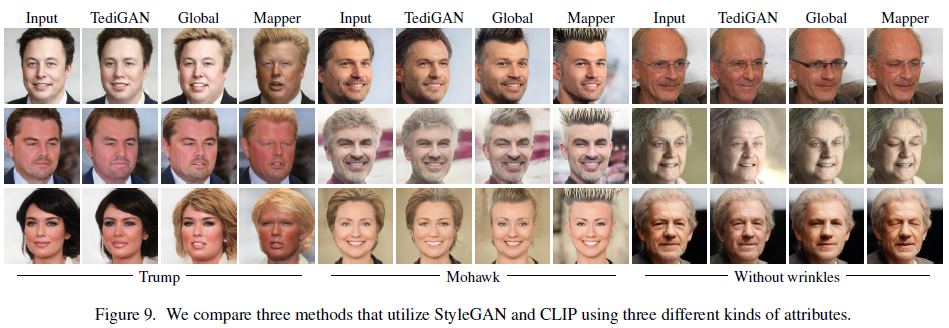 Input TediGAN Global Mapper Input TediGAN Global Mapper Input TediGAN Global Mapper
Trump Mohawk Without wrinkles
Figure 9. We compare three methods that utilize StyleGAN and CLIP using three different kinds of attributes.